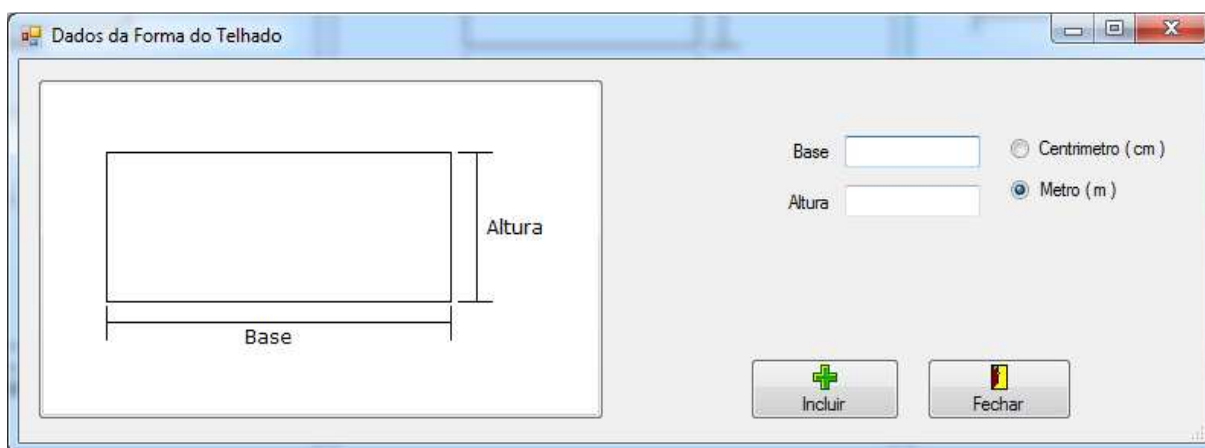 Dados da Forma do Telhado
Altura
Base
Base
Centrimetro ( cm )
Altura
Metro ( m )
Incluir
Fechar